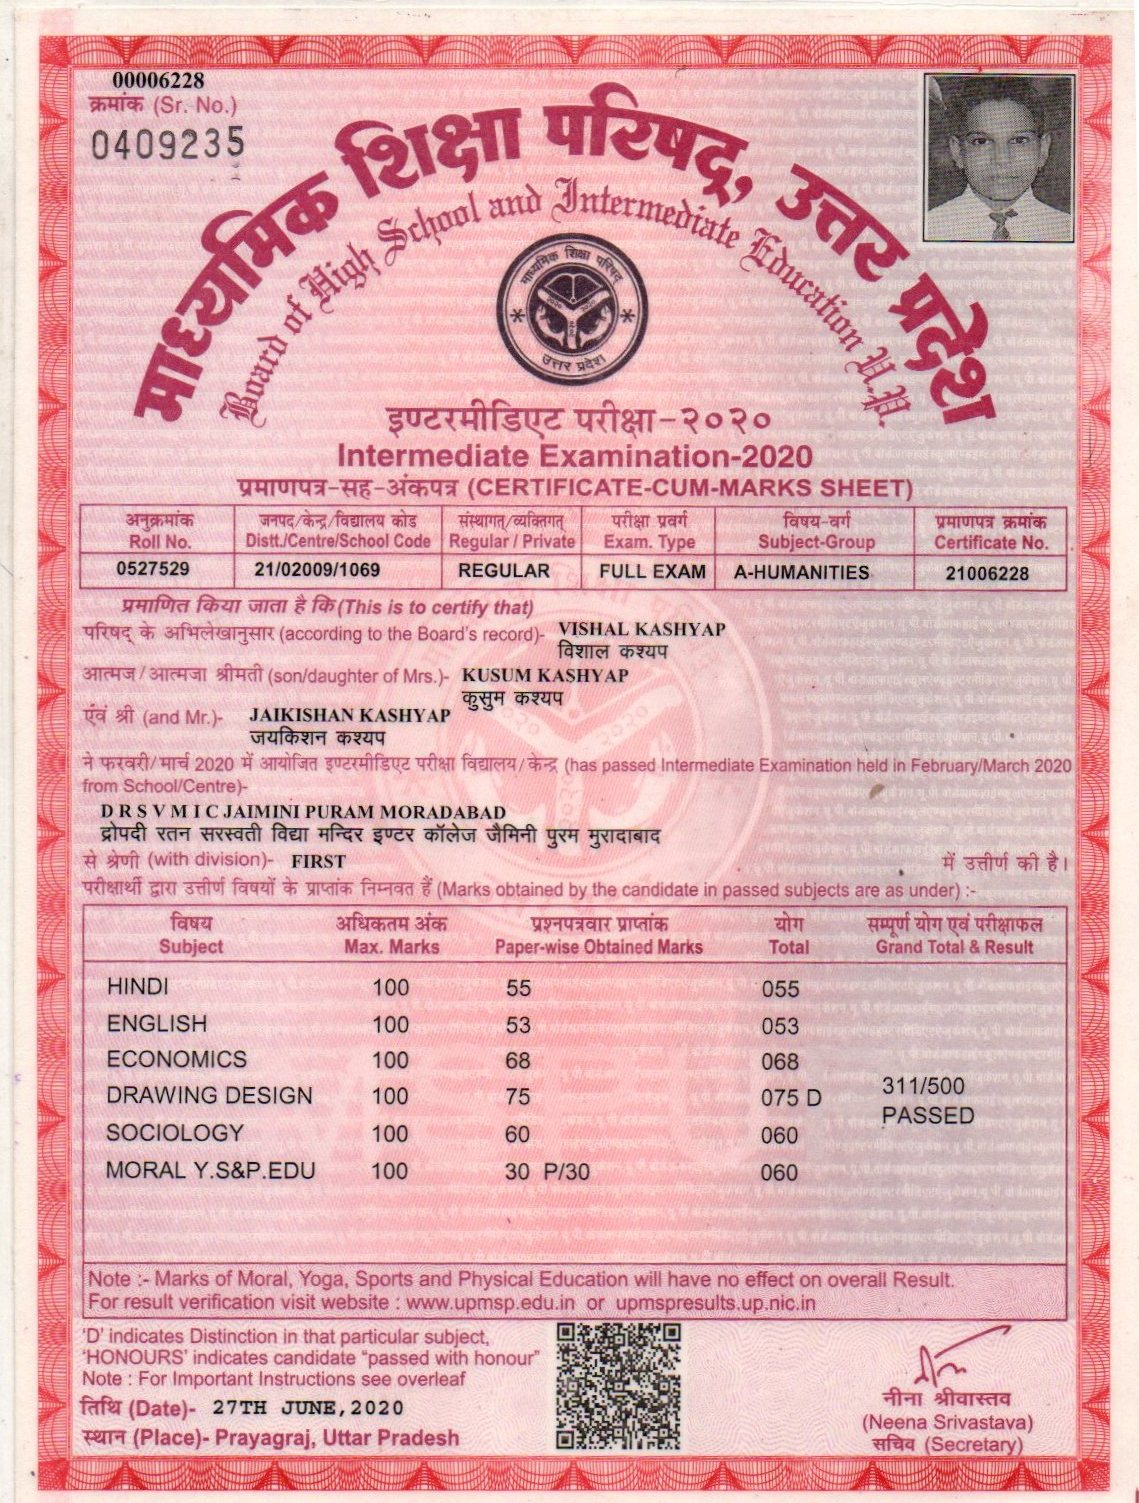 00006228
क्रमांक (Sr. No.)
0409235
माध्यमिक शिक्षा परिषद्, उत्तर प्रदेश
Board of High School and Intermediate Education U.P.
माध्यमिक शिक्षा परिषद
उत्तर प्रदेश
इण्टरमीडिएट परीक्षा-२०२०
Intermediate Examination-2020
प्रमाणपत्र-सह-अंकपत्र (CERTIFICATE-CUM-MARKS SHEET)
अनुक्रमांक जनपद/केन्द्र/विद्यालय कोड संस्थागत/व्यक्तिगत परीक्षा प्रवर्ग विषय-वर्ग प्रमाणपत्र क्रमांक
Roll No. Distt./Centre/School Code Regular / Private Exam. Type Subject-Group Certificate No.
0527529 21/02009/1069 REGULAR FULL EXAM A-HUMANITIES 21006228
प्रमाणित किया जाता है कि (This is to certify that)
परिषद् के अभिलेखानुसार (according to the Board's record)- VISHAL KASHYAP
विशाल कश्यप
आत्मज/आत्मजा श्रीमती (son/daughter of Mrs.)- KUSUM KASHYAP
कुसुम कश्यप
एंवं श्री (and Mr.)- JAIKISHAN KASHYAP
जयकिशन कश्यप
ने फरवरी/मार्च 2020 में आयोजित इण्टरमीडिएट परीक्षा विद्यालय/केन्द्र (has passed Intermediate Examination held in February/March 2020
from School/Centre)-
D R S V M I C JAIMINI PURAM MORADABAD
द्रोपदी रतन सरस्वती विद्या मन्दिर इण्टर कॉलेज जैमिनी पुरम मुरादाबाद
से श्रेणी (with division)- FIRST में उत्तीर्ण की है।
परीक्षार्थी द्वारा उत्तीर्ण विषयों के प्राप्तांक निम्नवत हैं (Marks obtained by the candidate in passed subjects are as under) :-
विषय अधिकतम अंक प्रश्नपत्रवार प्राप्तांक योग सम्पूर्ण योग एवं परीक्षाफल
Subject Max. Marks Paper-wise Obtained Marks Total Grand Total & Result
HINDI 100 55 055
ENGLISH 100 53 053
ECONOMICS 100 68 068
DRAWING DESIGN 100 75 075 D 311/500
PASSED
SOCIOLOGY 100 60 060
MORAL Y.S&P.EDU 100 30 P/30 060
Note :- Marks of Moral, Yoga, Sports and Physical Education will have no effect on overall Result.
For result verification visit website : www.upmsp.edu.in or upmspresults.up.nic.in
'D' indicates Distinction in that particular subject,
'HONOURS' indicates candidate "passed with honour"
Note : For Important Instructions see overleaf
तिथि (Date)- 27TH JUNE,2020
स्थान (Place)- Prayagraj, Uttar Pradesh
नीना श्रीवास्तव
(Neena Srivastava)
सचिव (Secretary)